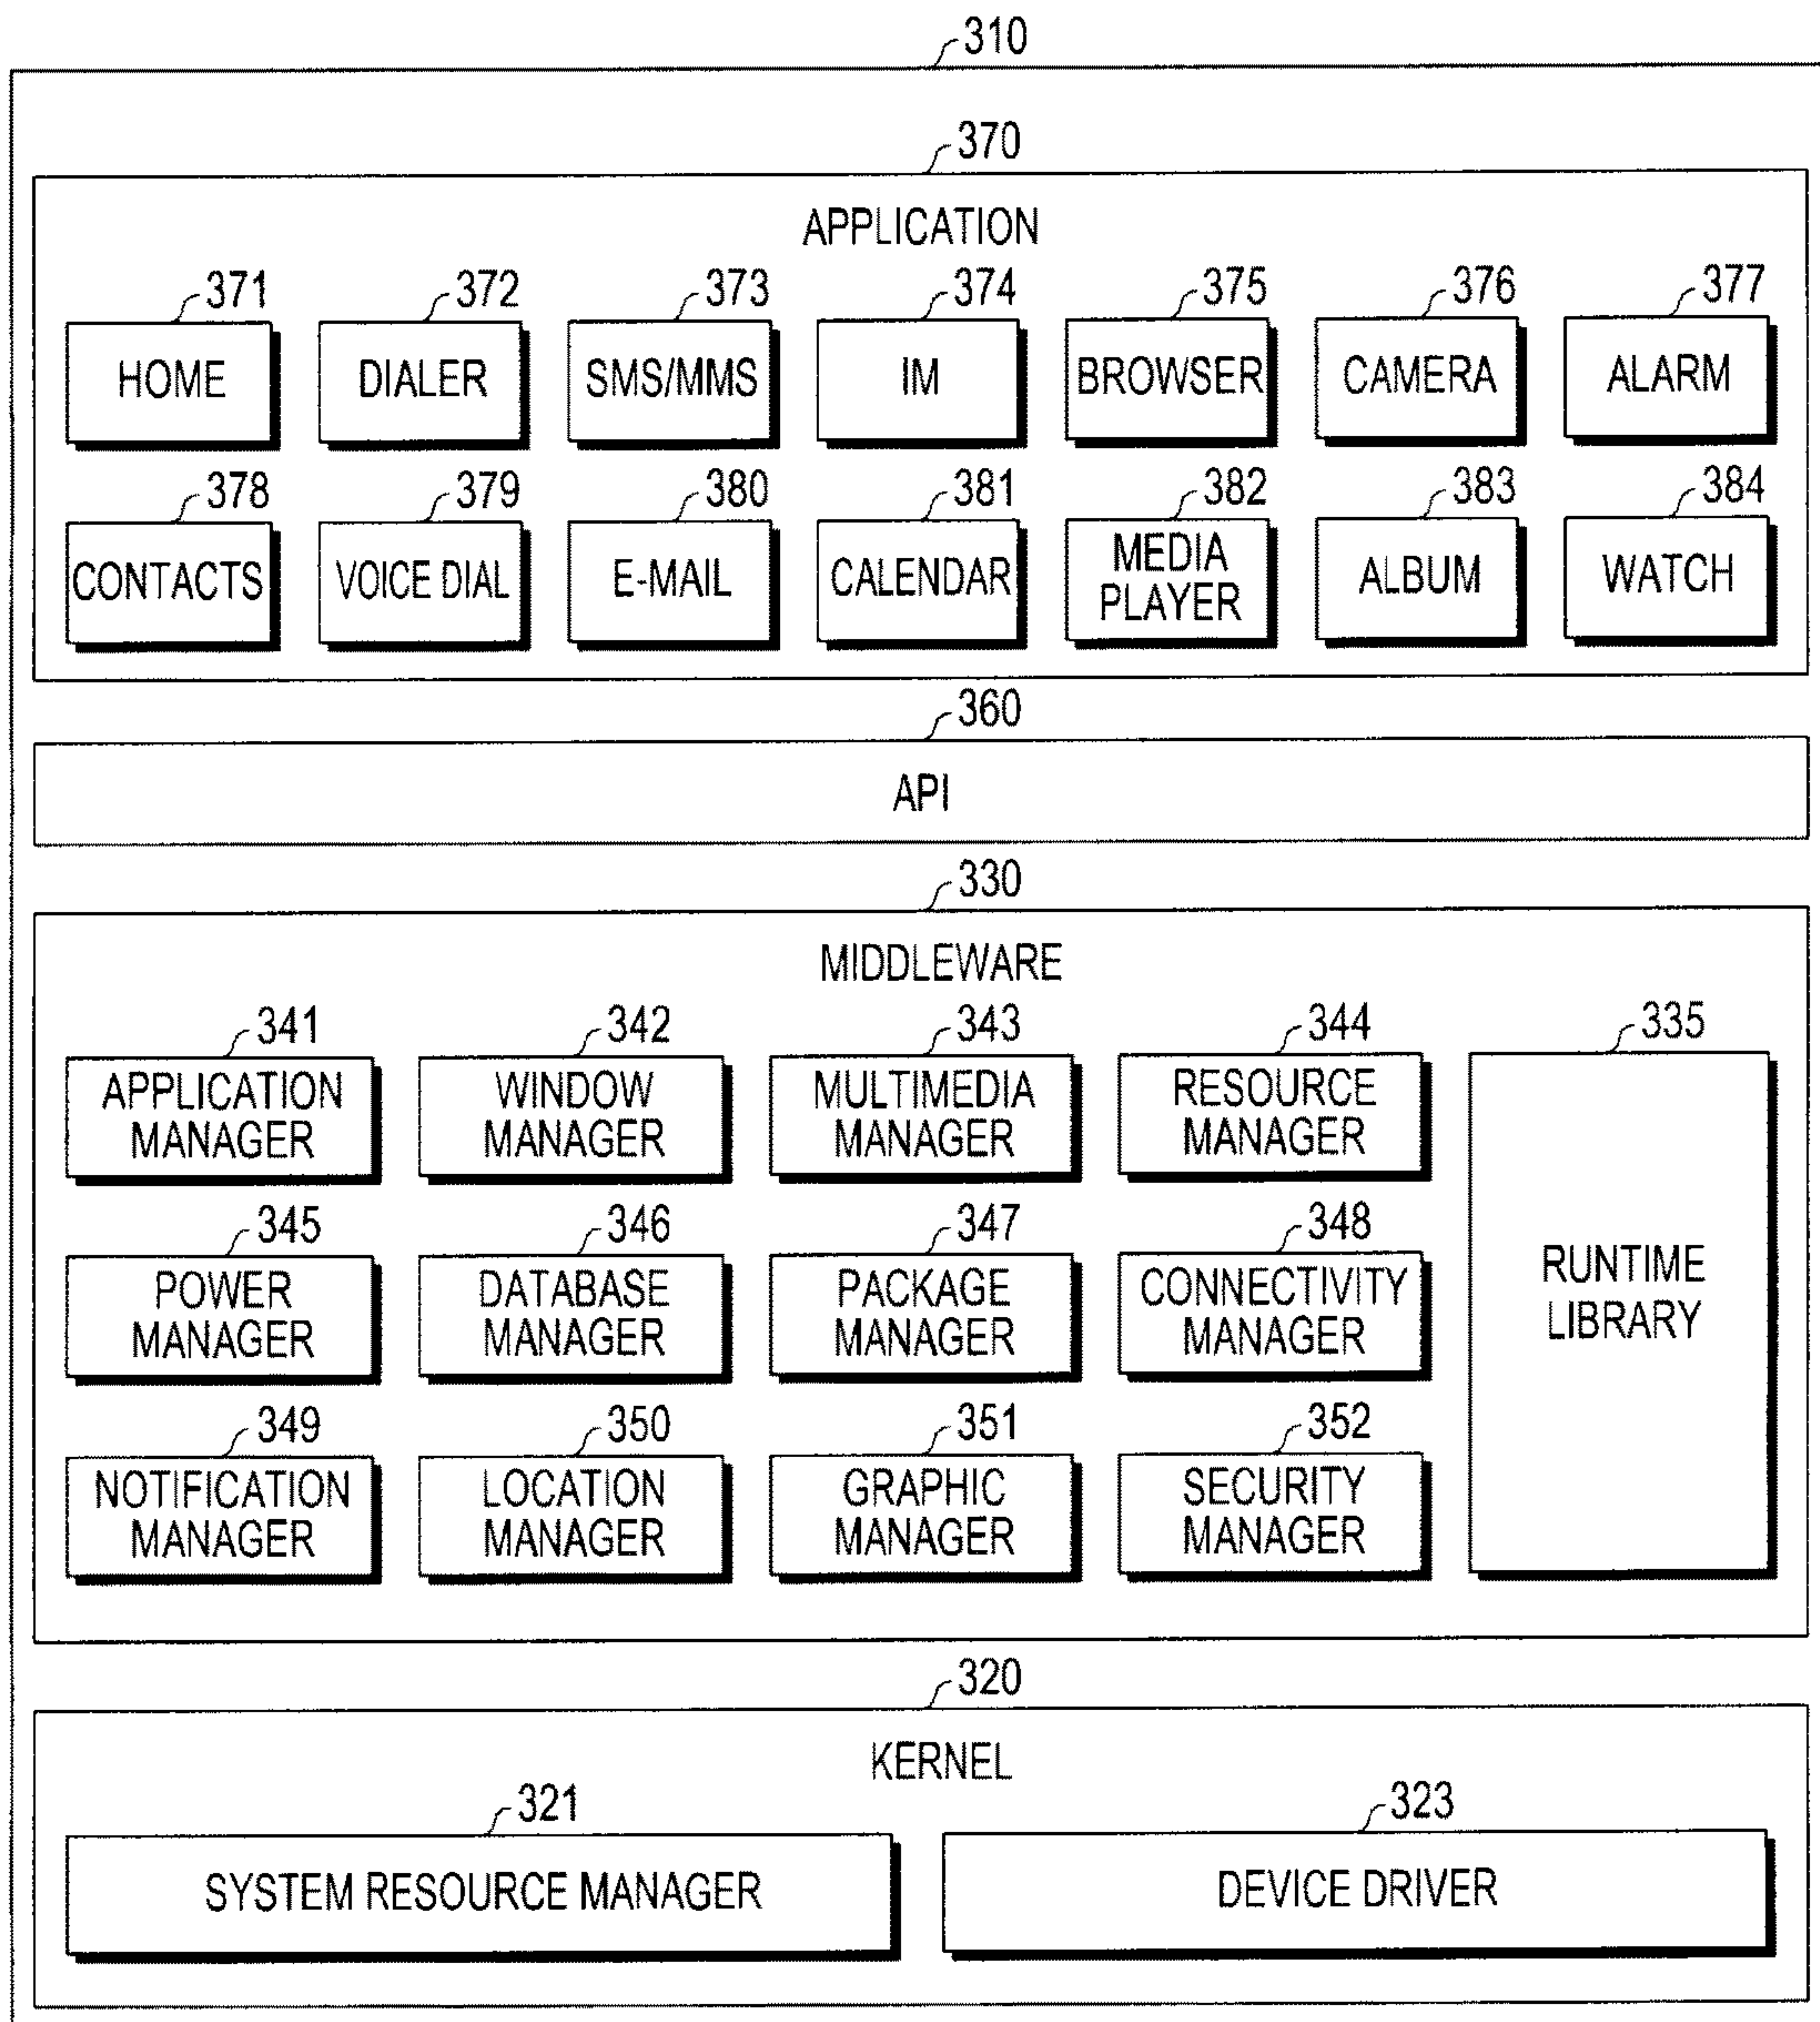 310
370
APPLICATION
371 372 373 374 375 376 377
HOME DIALER SMS/MMS IM BROWSER CAMERA ALARM
378 379 380 381 382 383 384
CONTACTS VOICE DIAL E-MAIL CALENDAR MEDIA PLAYER ALBUM WATCH
360
API
330
MIDDLEWARE
341 342 343 344 335
APPLICATION MANAGER WINDOW MANAGER MULTIMEDIA MANAGER RESOURCE MANAGER
345 346 347 348
POWER MANAGER DATABASE MANAGER PACKAGE MANAGER CONNECTIVITY MANAGER
RUNTIME LIBRARY
349 350 351 352
NOTIFICATION MANAGER LOCATION MANAGER GRAPHIC MANAGER SECURITY MANAGER
320
KERNEL
321 323
SYSTEM RESOURCE MANAGER DEVICE DRIVER